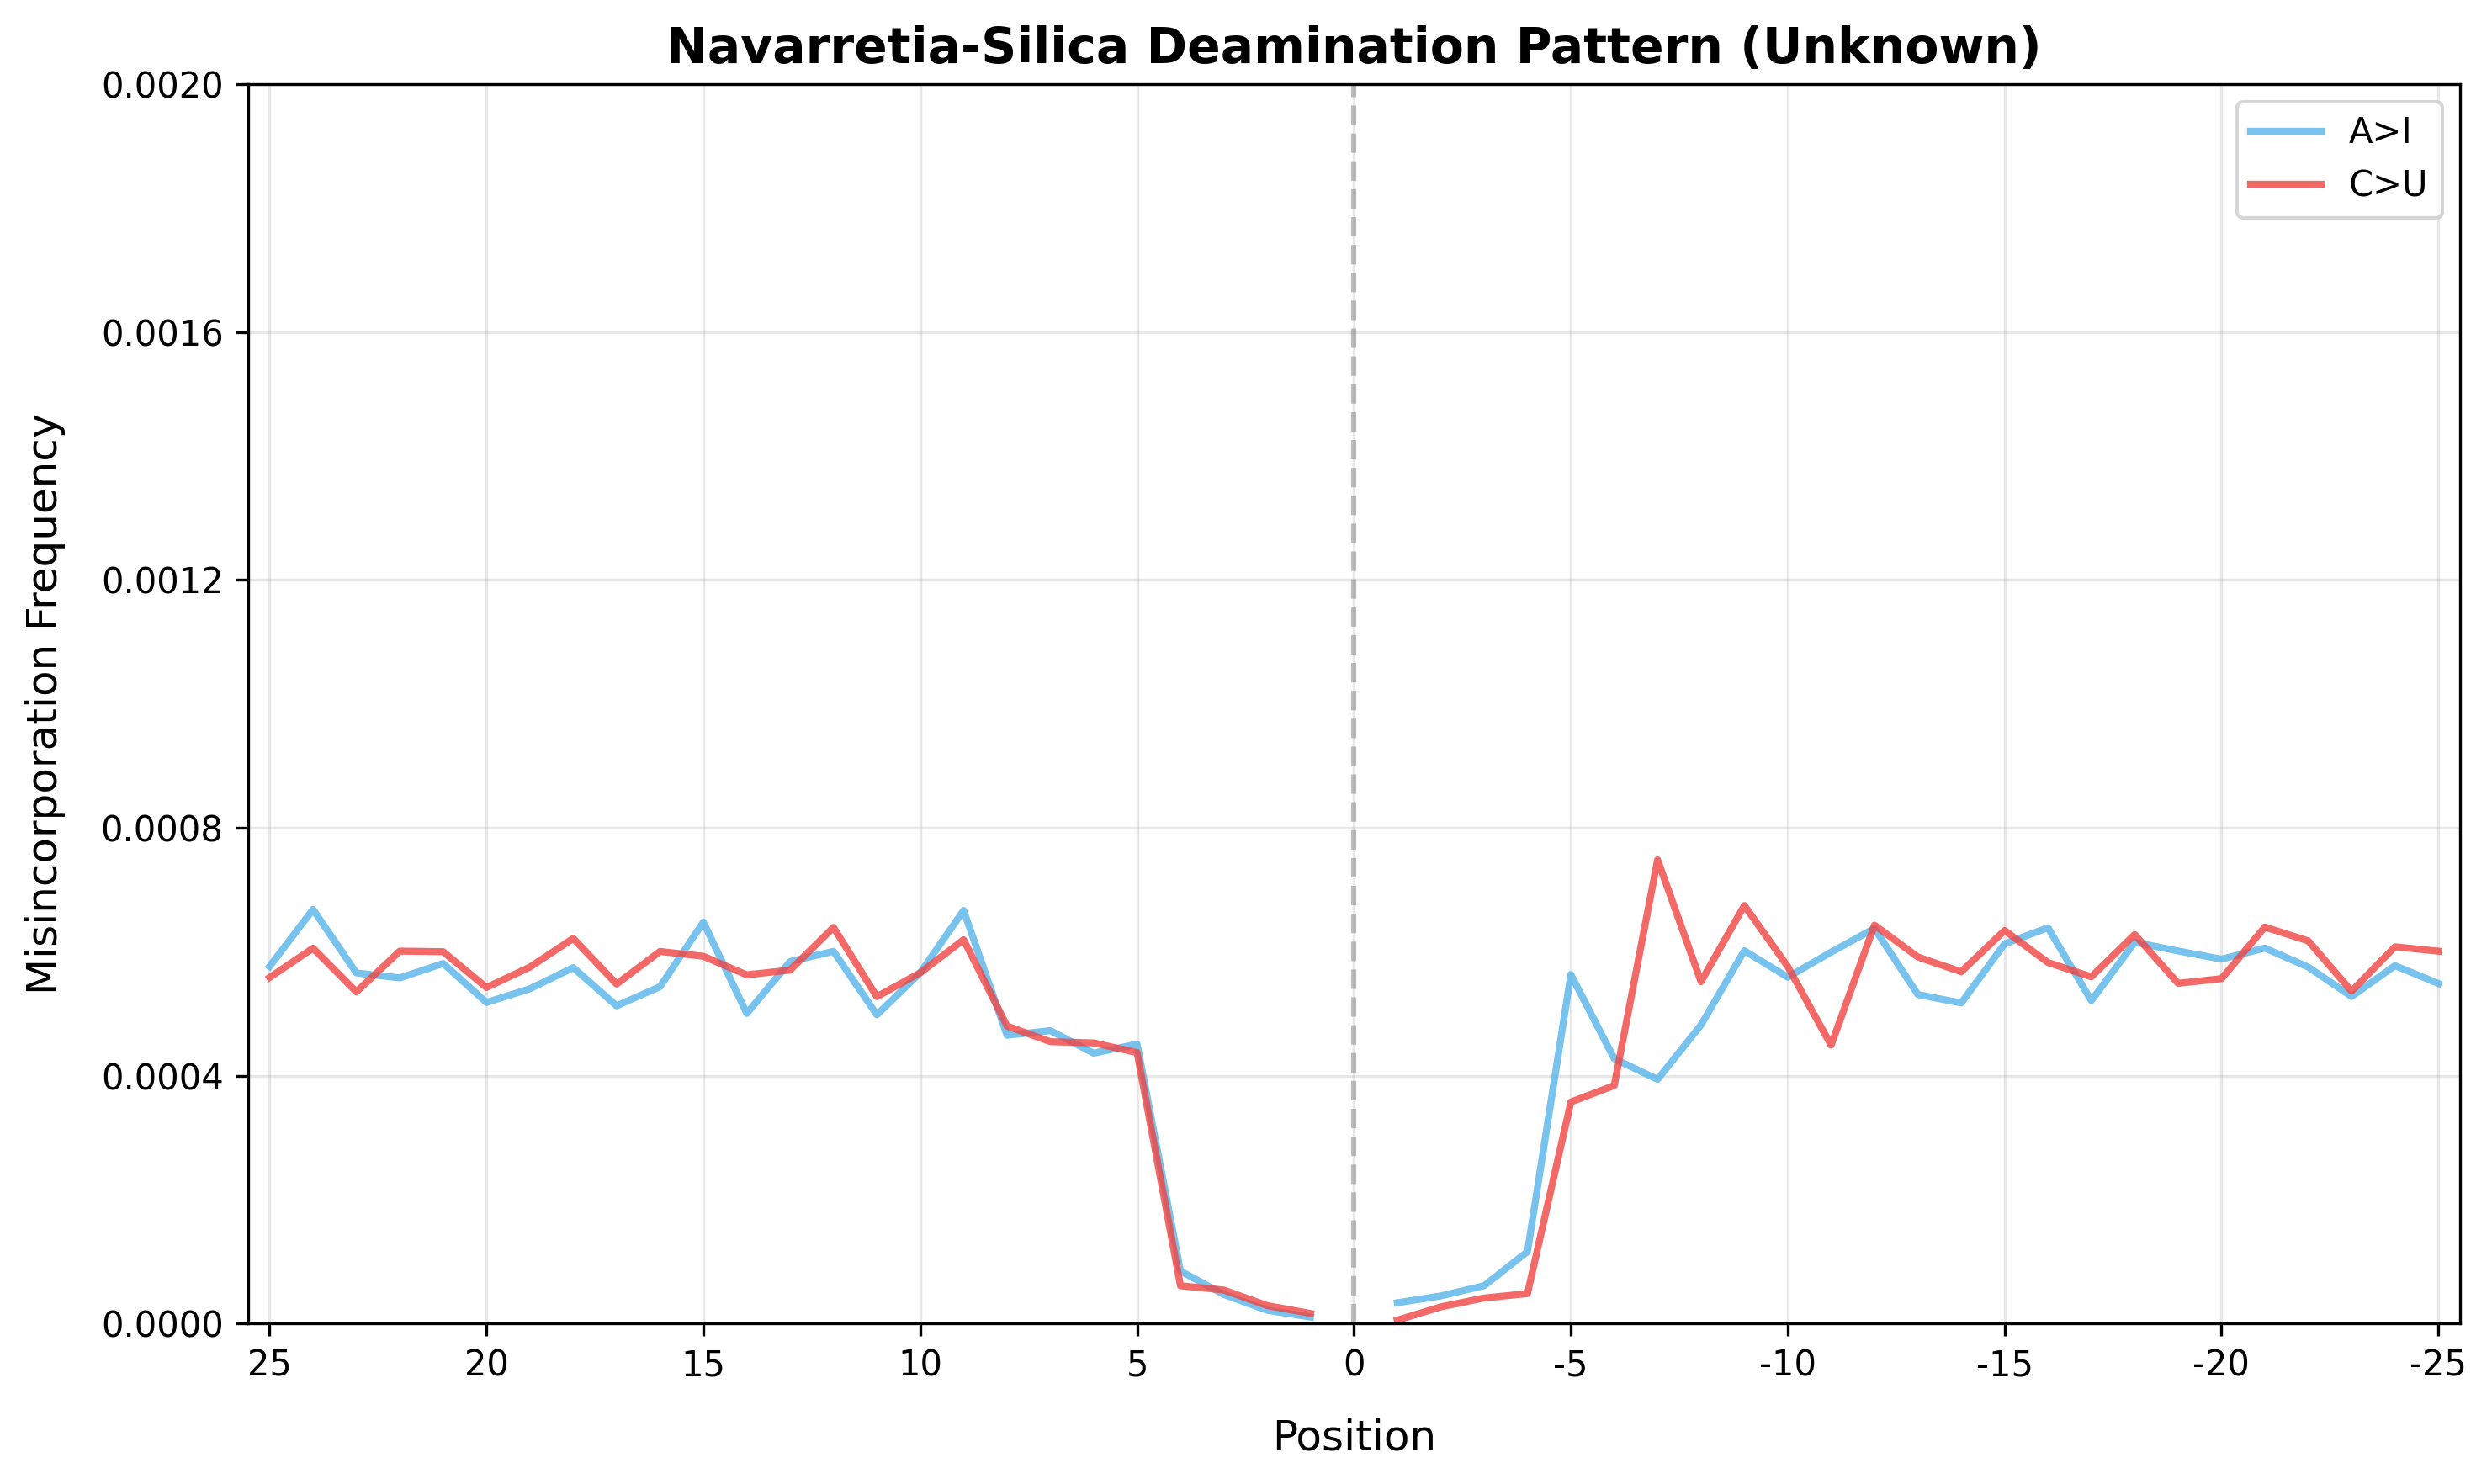 Navarretia-Silica Deamination Pattern (Unknown)
0.0020
0.0016
0.0012
0.0008
0.0004
0.0000
Missincorporation Frequency
A>I
C>U
25 20 15 10 5 0 -5 -10 -15 -20 -25
Position